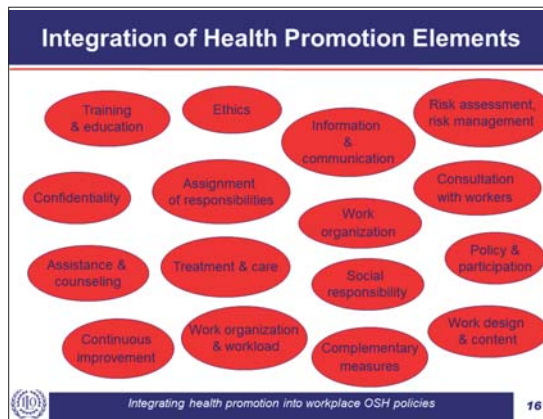 Integration of Health Promotion Elements
Training
& education
Ethics
Information
&
communication
Risk assessment,
risk management
Confidentiality
Assignment
of responsibilities
Work
organization
Consultation
with workers
Assistance &
counseling
Treatment & care
Social
responsibility
Policy &
participation
Continuous
improvement
Work organization
& workload
Complementary
measures
Work design
& content
Integrating health promotion into workplace OSH policies
16